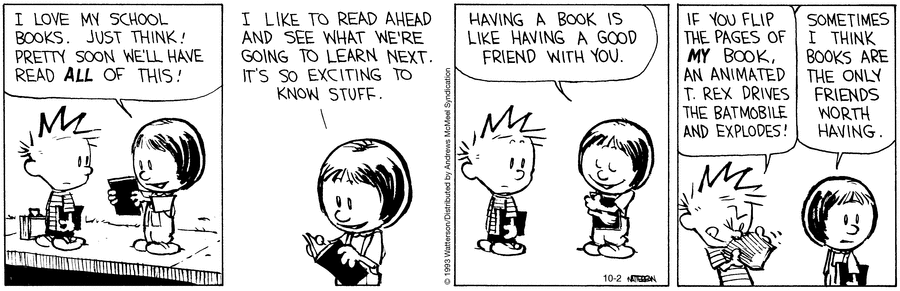 I LOVE MY SCHOOL
BOOKS. JUST THINK!
PRETTY SOON WE'LL HAVE
READ ALL OF THIS!
I LIKE TO READ AHEAD
AND SEE WHAT WE'RE
GOING TO LEARN NEXT.
IT'S SO EXCITING TO
KNOW STUFF.
© 1993 Watterson/Distributed by Andrews McMeel Syndication
HAVING A BOOK IS
LIKE HAVING A GOOD
FRIEND WITH YOU.
10-2 WATTERSON
IF YOU FLIP
THE PAGES OF
MY BOOK,
AN ANIMATED
T. REX DRIVES
THE BATMOBILE
AND EXPLODES!
SOMETIMES
I THINK
BOOKS ARE
THE ONLY
FRIENDS
WORTH
HAVING.